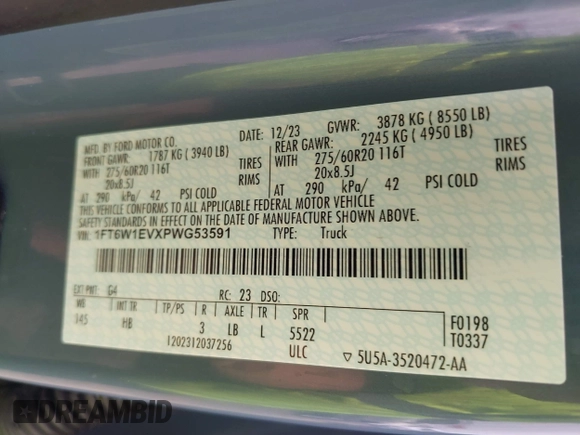 MFD. BY FORD MOTOR CO. DATE: 12/23 GVWR: 3878 KG ( 8550 LB)
FRONT GAWR: 1787 KG ( 3940 LB) REAR GAWR: 2245 KG ( 4950 LB)
WITH 275/60R20 116T TIRES WITH 275/60R20 116T TIRES
20x8.5J RIMS 20x8.5J RIMS
AT 290 kPa/ 42 PSI COLD AT 290 kPa/ 42 PSI COLD
THIS VEHICLE CONFORMS TO ALL APPLICABLE FEDERAL MOTOR VEHICLE
SAFETY STANDARDS IN EFFECT ON THE DATE OF MANUFACTURE SHOWN ABOVE.
VIN: 1FT6W1EVXPWG53591 TYPE: Truck
EXT PNT: G4 RC: 23 DSO:
WB INT TR TP/PS R AXLE TR SPR F0198
145 HB 3 LB L 5522 T0337
I202312037256 ULC ▽ 5U5A-3520472-AA
DREAMBID